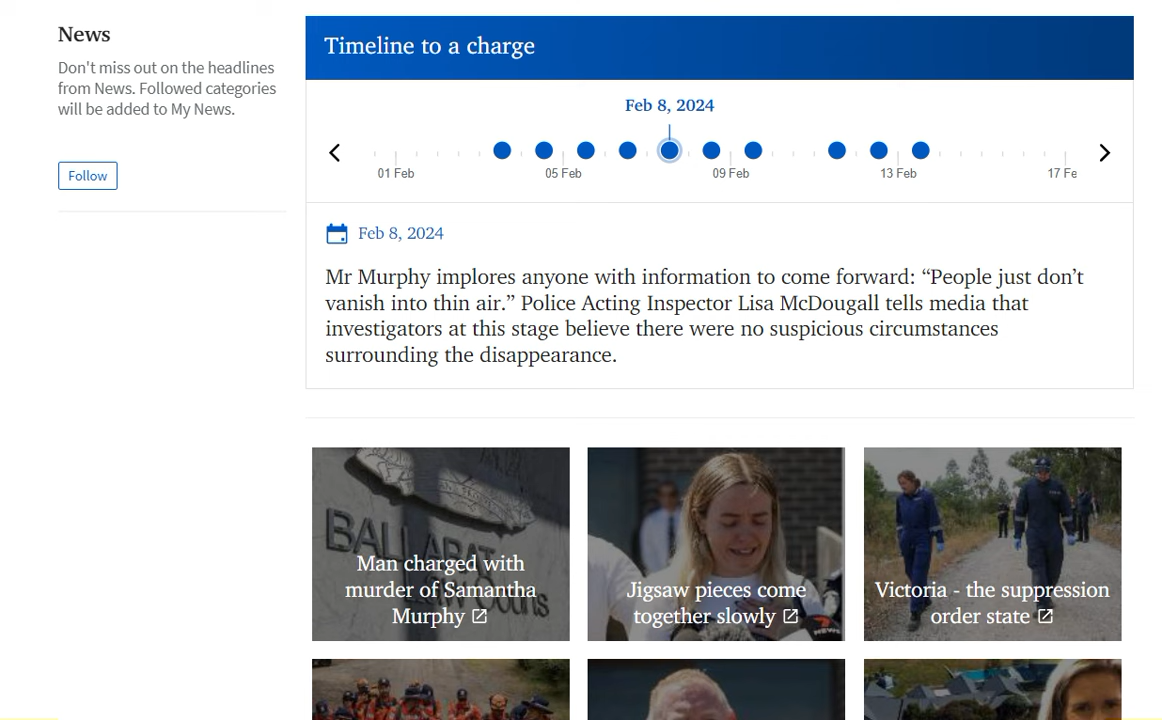 News
Don't miss out on the headlines
from News. Followed categories
will be added to My News.
Follow
Timeline to a charge
Feb 8, 2024
01 Feb
05 Feb
09 Feb
13 Feb
17 Fe
Feb 8, 2024
Mr Murphy implores anyone with information to come forward: “People just don’t
vanish into thin air.” Police Acting Inspector Lisa McDougall tells media that
investigators at this stage believe there were no suspicious circumstances
surrounding the disappearance.
BALLARAT
Man charged with
murder of Samantha
Murphy
Jigsaw pieces come
together slowly
7
NEWS
Victoria - the suppression
order state